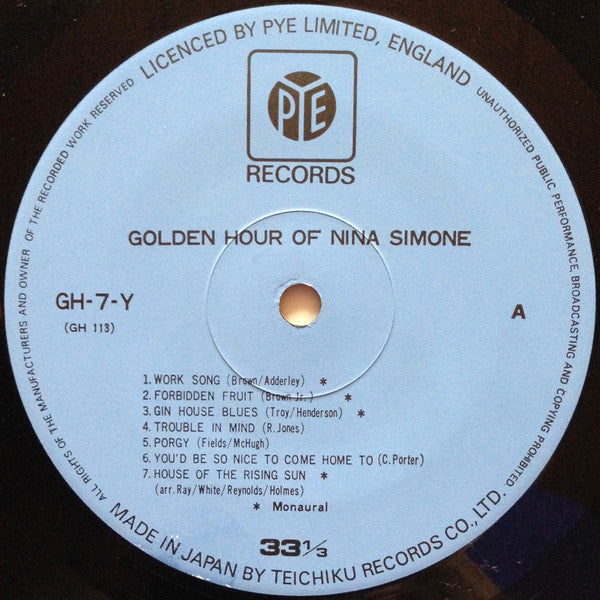 ALL RIGHTS OF THE MANUFACTURERS AND OWNER OF THE RECORDED WORK RESERVED
LICENCED BY PYE LIMITED, ENGLAND
UNAUTHORIZED PUBLIC PERFORMANCE, BROADCASTING AND COPYING PROHIBITED
PYE
RECORDS
GOLDEN HOUR OF NINA SIMONE
GH-7-Y
(GH 113)
A
1. WORK SONG (Brown/Adderley) *
2. FORBIDDEN FRUIT (Brown Jr.) *
3. GIN HOUSE BLUES (Troy/Henderson) *
4. TROUBLE IN MIND (R. Jones)
5. PORGY (Fields/McHugh)
6. YOU'D BE SO NICE TO COME HOME TO (C. Porter)
7. HOUSE OF THE RISING SUN *
(arr. Ray/White/Reynolds/Holmes)
* Monaural
33 1/3
MADE IN JAPAN BY TEICHIKU RECORDS CO., LTD.